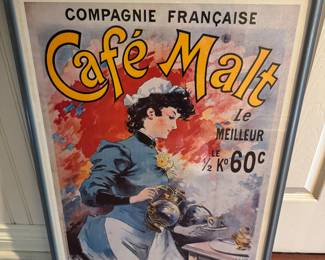 COMPAGNIE FRANÇAISE
Café Malt
Le
MEILLEUR
LE
½ Ko 60c